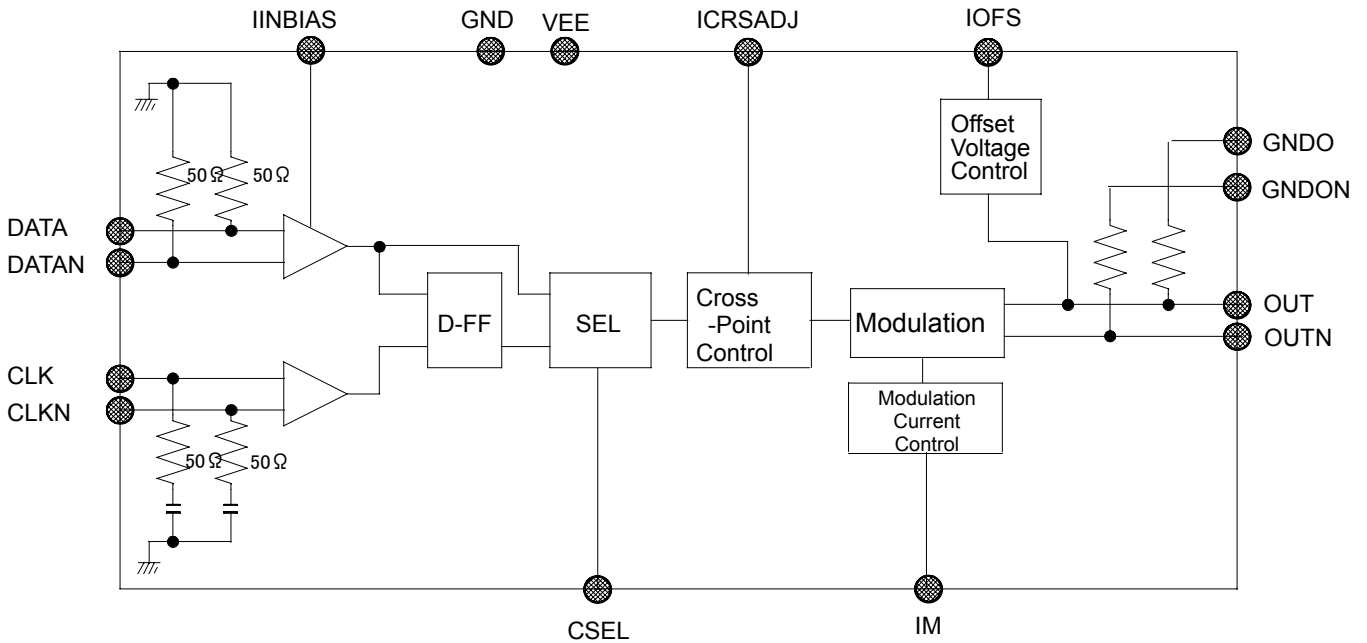 IINBIAS
GND
VEE
ICRSADJ
IOFS
Offset
Voltage
Control
GNDO
GNDON
50Ω
50Ω
DATA
DATAN
D-FF
SEL
Cross
-Point
Control
Modulation
OUT
OUTN
CLK
CLKN
Modulation
Current
Control
50Ω
50Ω
CSEL
IM